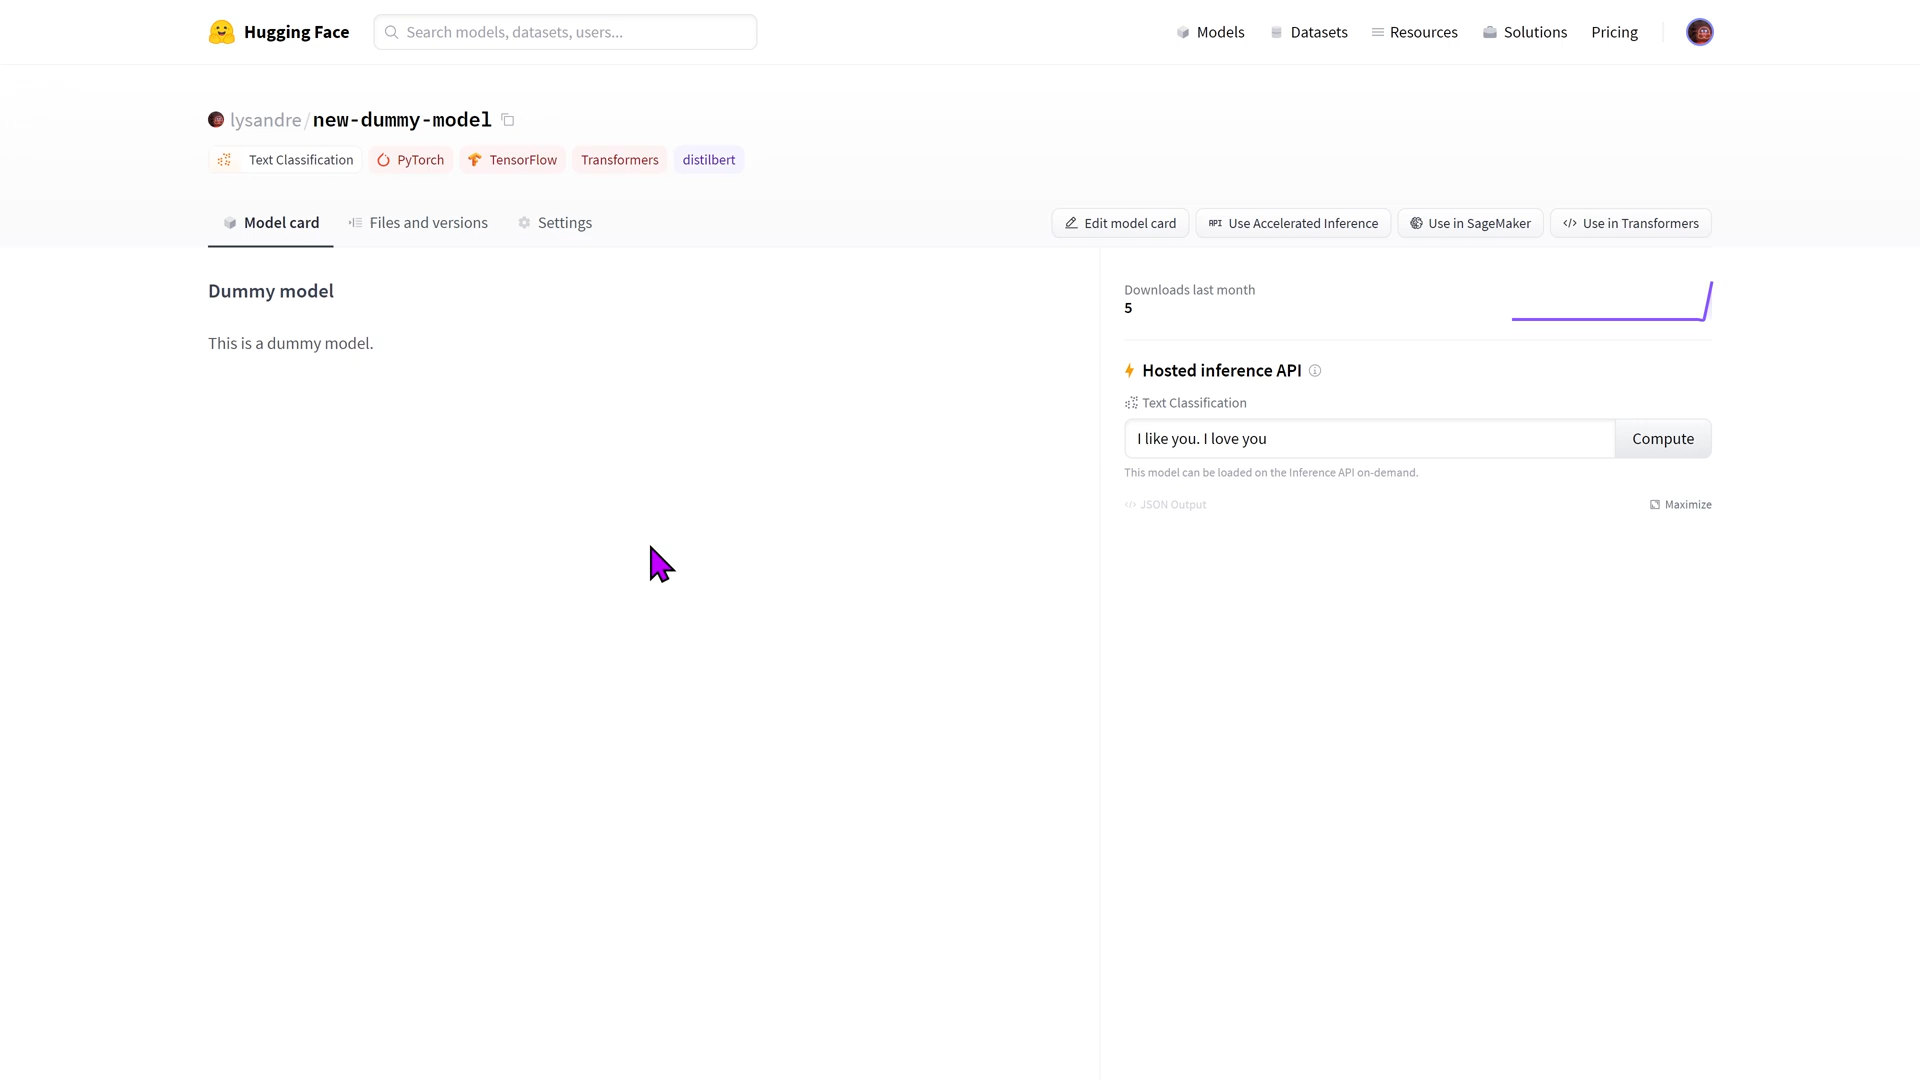 Hugging Face
Search models, datasets, users...
Models
Datasets
Resources
Solutions
Pricing
lysandre/new-dummy-model
Text Classification
PyTorch
TensorFlow
Transformers
distilbert
Model card
Files and versions
Settings
Edit model card
API Use Accelerated Inference
Use in SageMaker
</> Use in Transformers
Dummy model
This is a dummy model.
Downloads last month
5
Hosted inference API
Text Classification
I like you. I love you
Compute
This model can be loaded on the Inference API on-demand.
</> JSON Output
Maximize